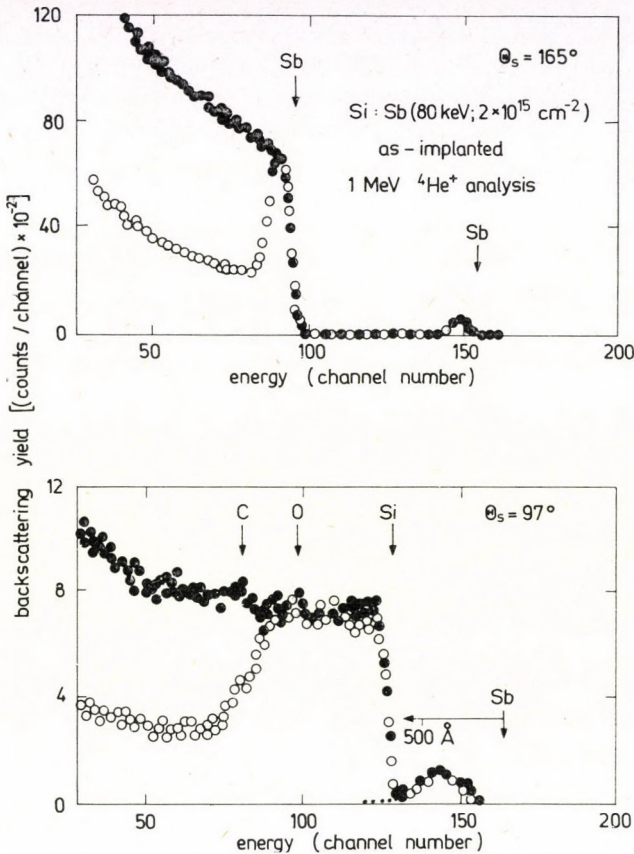 120
80
40
0
Sb
Θs = 165°
Si : Sb (80 keV; 2×10¹⁵ cm⁻²)
as - implanted
1 MeV ⁴He⁺ analysis
Sb
50
100
150
200
energy (channel number)
backscattering yield [(counts / channel) × 10⁻²]
12
8
4
0
C
O
Si
Θs = 97°
Sb
500 Å
50
100
150
200
energy (channel number)